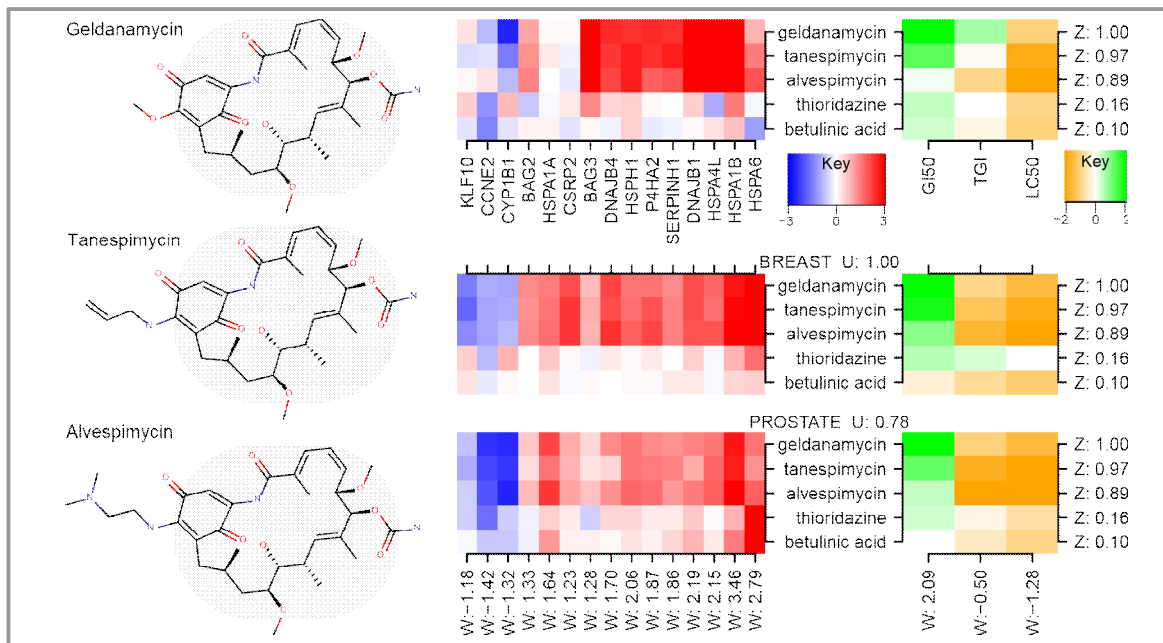 Geldanamycin
Tanespimycin
Alvespimycin
geldanamycin
tanespimycin
alvespimycin
thioridazine
betulinic acid
Z: 1.00
Z: 0.97
Z: 0.89
Z: 0.16
Z: 0.10
KLF10
CCNE2
CYP1B1
BAG2
HSPA1A
CSRP2
BAG3
DNAJB4
HSPH1
P4HA2
SERPINH1
DNAJB1
HSPA4L
HSPA1B
HSPA6
Key
−3 0 3
GI50
TGI
LC50
Key
−2 0 2
BREAST U: 1.00
geldanamycin
tanespimycin
alvespimycin
thioridazine
betulinic acid
Z: 1.00
Z: 0.97
Z: 0.89
Z: 0.16
Z: 0.10
PROSTATE U: 0.78
geldanamycin
tanespimycin
alvespimycin
thioridazine
betulinic acid
Z: 1.00
Z: 0.97
Z: 0.89
Z: 0.16
Z: 0.10
W:−1.18
W:−1.42
W:−1.32
W: 1.33
W: 1.64
W: 1.23
W: 1.28
W: 1.70
W: 2.06
W: 1.87
W: 1.86
W: 2.19
W: 2.15
W: 3.46
W: 2.79
W: 2.09
W:−0.50
W:−1.28